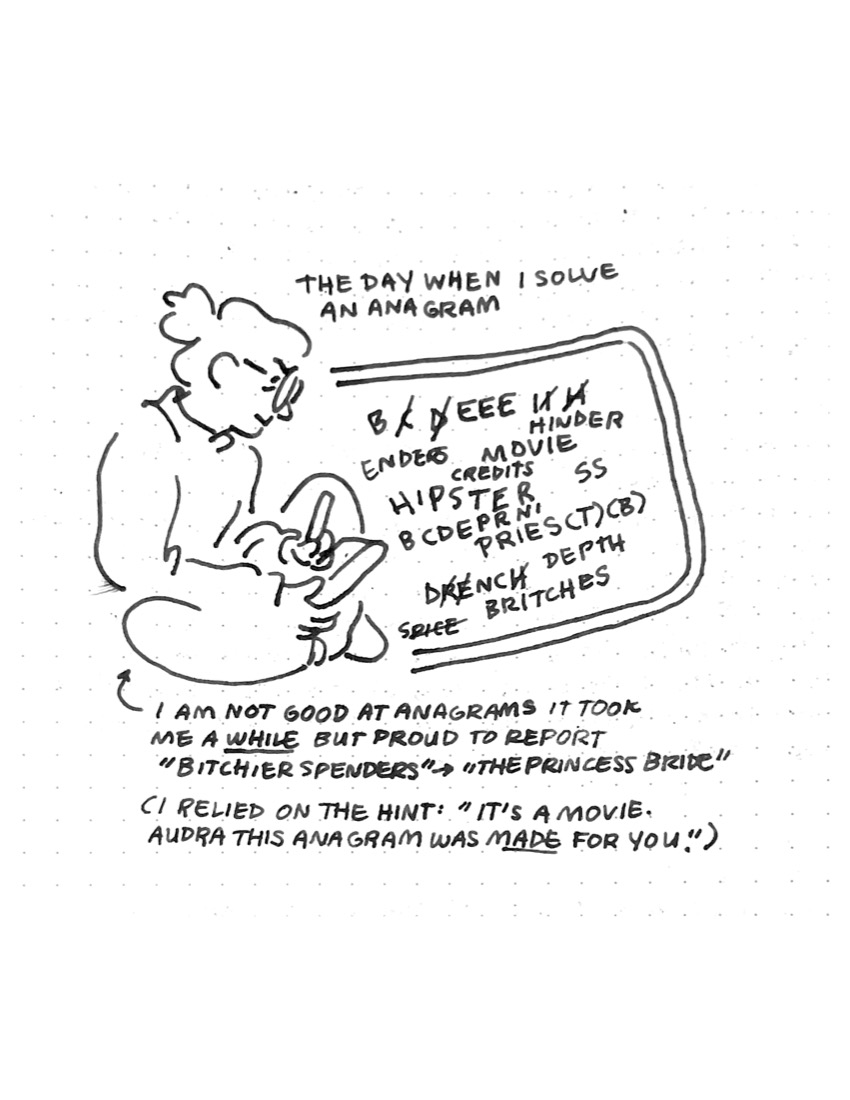 THE DAY WHEN I SOLVE
AN ANAGRAM
B C D EEE I I H
HINDER
ENDERS MOVIE
CREDITS SS
HIPSTER
BCDEPRNI
PRIES(T)(B)
DRENCH DEPTH
SPICE BRITCHES
I AM NOT GOOD AT ANAGRAMS IT TOOK
ME A WHILE BUT PROUD TO REPORT
"BITCHIER SPENDERS" → "THE PRINCESS BRIDE"
(I RELIED ON THE HINT: "IT'S A MOVIE.
AUDRA THIS ANAGRAM WAS MADE FOR YOU.")